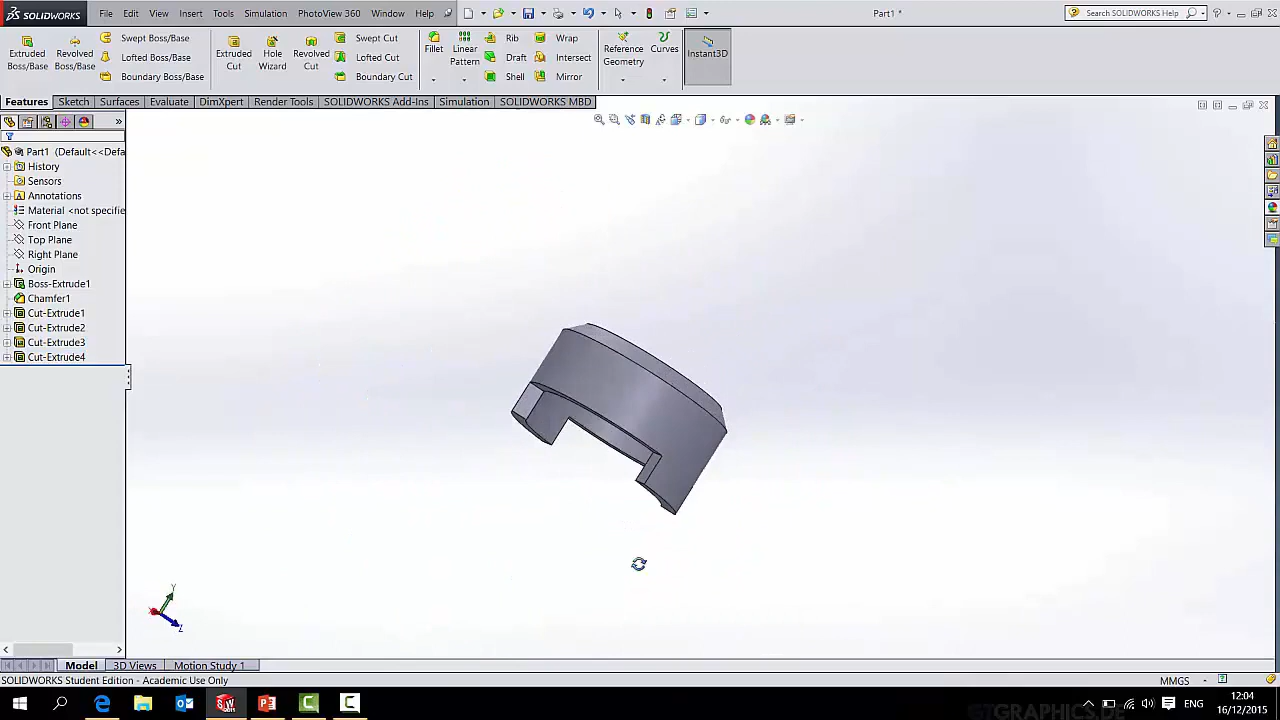 SOLIDWORKS File Edit View Insert Tools Simulation PhotoView 360 Window Help Part1 * Search SOLIDWORKS Help
Extruded Boss/Base
Revolved Boss/Base
Swept Boss/Base
Lofted Boss/Base
Boundary Boss/Base
Extruded Cut
Hole Wizard
Revolved Cut
Swept Cut
Lofted Cut
Boundary Cut
Fillet
Linear Pattern
Rib
Draft
Shell
Wrap
Intersect
Mirror
Reference Geometry
Curves
Instant3D
Features Sketch Surfaces Evaluate DimXpert Render Tools SOLIDWORKS Add-Ins Simulation SOLIDWORKS MBD
Part1 (Default<<Defa
History
Sensors
Annotations
Material <not specifie
Front Plane
Top Plane
Right Plane
Origin
Boss-Extrude1
Chamfer1
Cut-Extrude1
Cut-Extrude2
Cut-Extrude3
Cut-Extrude4
Y
Z
Model 3D Views Motion Study 1
SOLIDWORKS Student Edition - Academic Use Only MMGS
ENG
12:04
16/12/2015